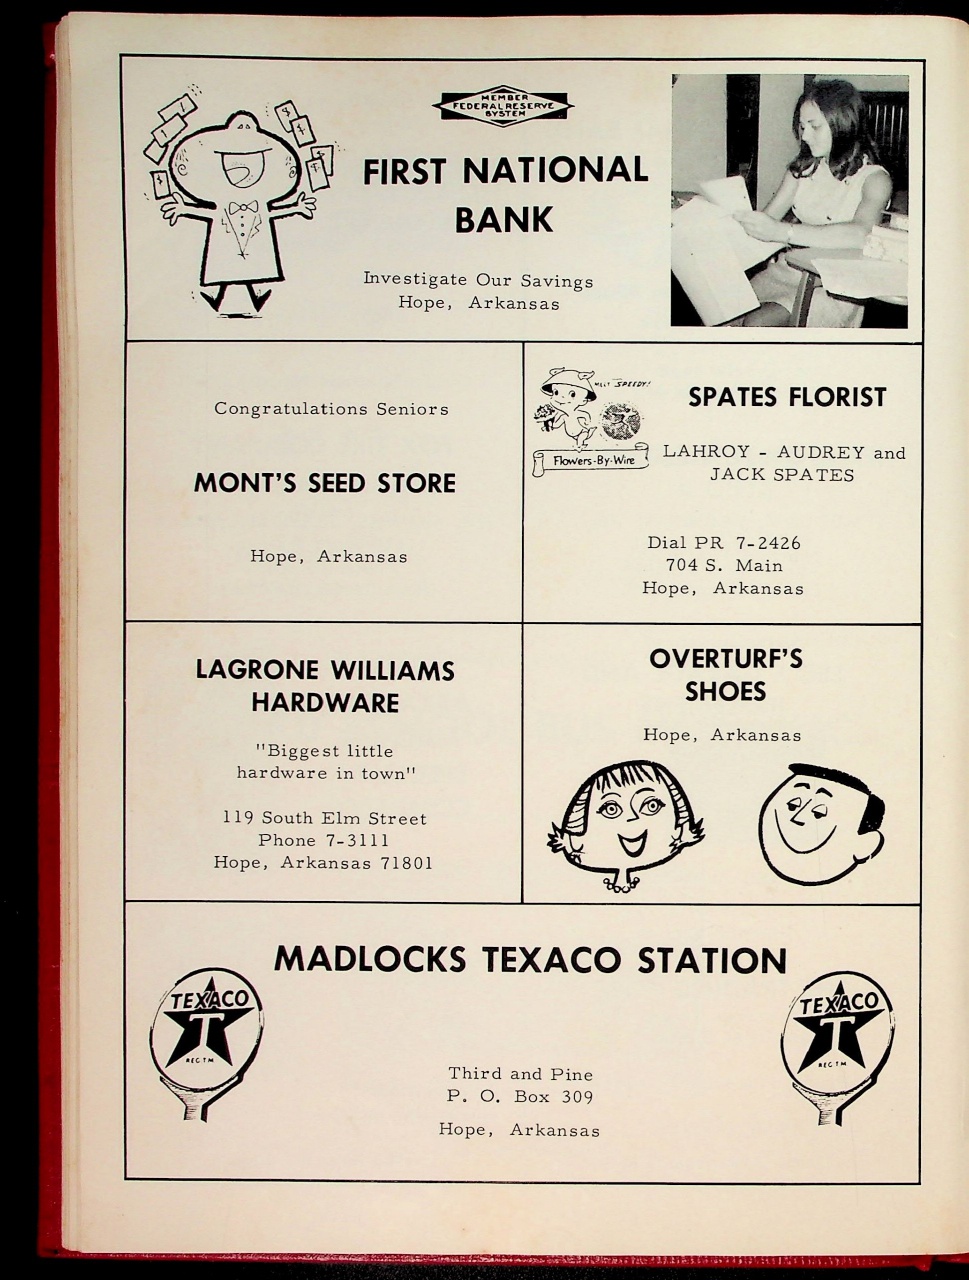 MEMBER
FEDERAL RESERVE
SYSTEM
FIRST NATIONAL
BANK
Investigate Our Savings
Hope, Arkansas
Congratulations Seniors
MONT'S SEED STORE
Hope, Arkansas
MEET SPEEDY!
Flowers-By-Wire
SPATES FLORIST
LAHROY - AUDREY and
JACK SPATES
Dial PR 7-2426
704 S. Main
Hope, Arkansas
LAGRONE WILLIAMS
HARDWARE
"Biggest little
hardware in town"
119 South Elm Street
Phone 7-3111
Hope, Arkansas 71801
OVERTURF'S
SHOES
Hope, Arkansas
MADLOCKS TEXACO STATION
TEXACO
T
REG TM
TEXACO
T
REG TM
Third and Pine
P. O. Box 309
Hope, Arkansas